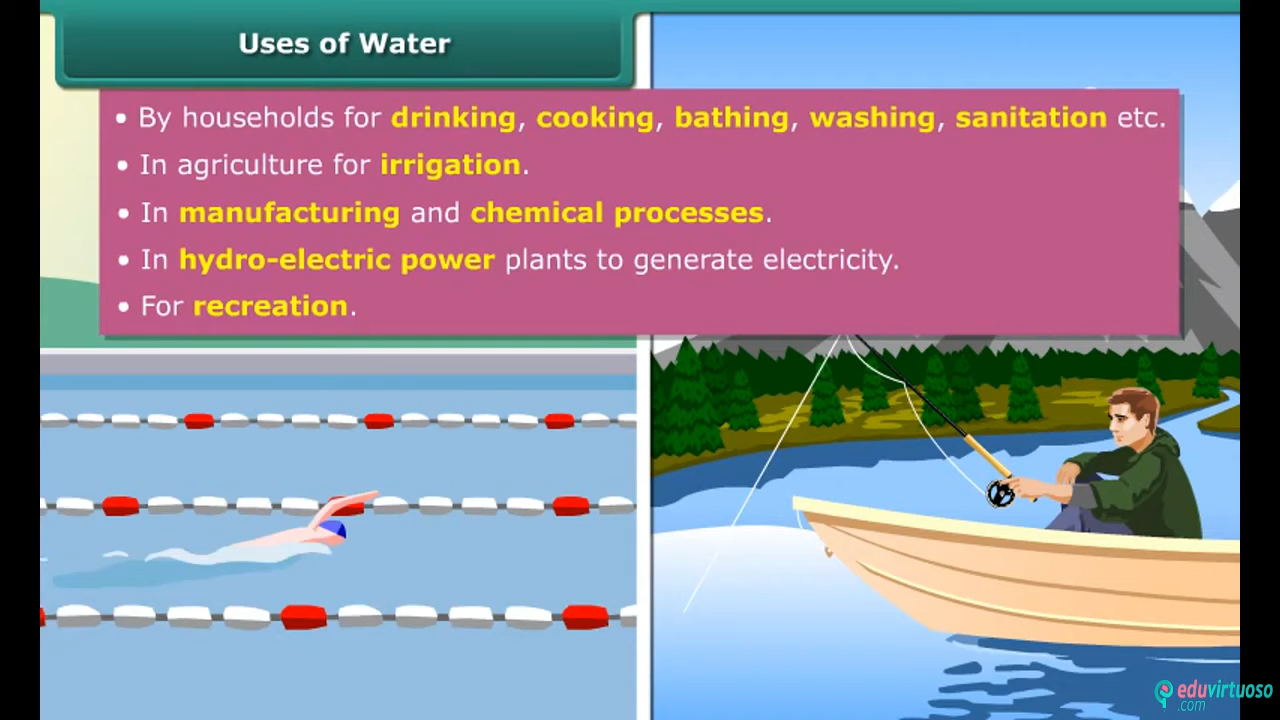 Uses of Water
• By households for drinking, cooking, bathing, washing, sanitation etc.
• In agriculture for irrigation.
• In manufacturing and chemical processes.
• In hydro-electric power plants to generate electricity.
• For recreation.
eduvirtuoso
.com